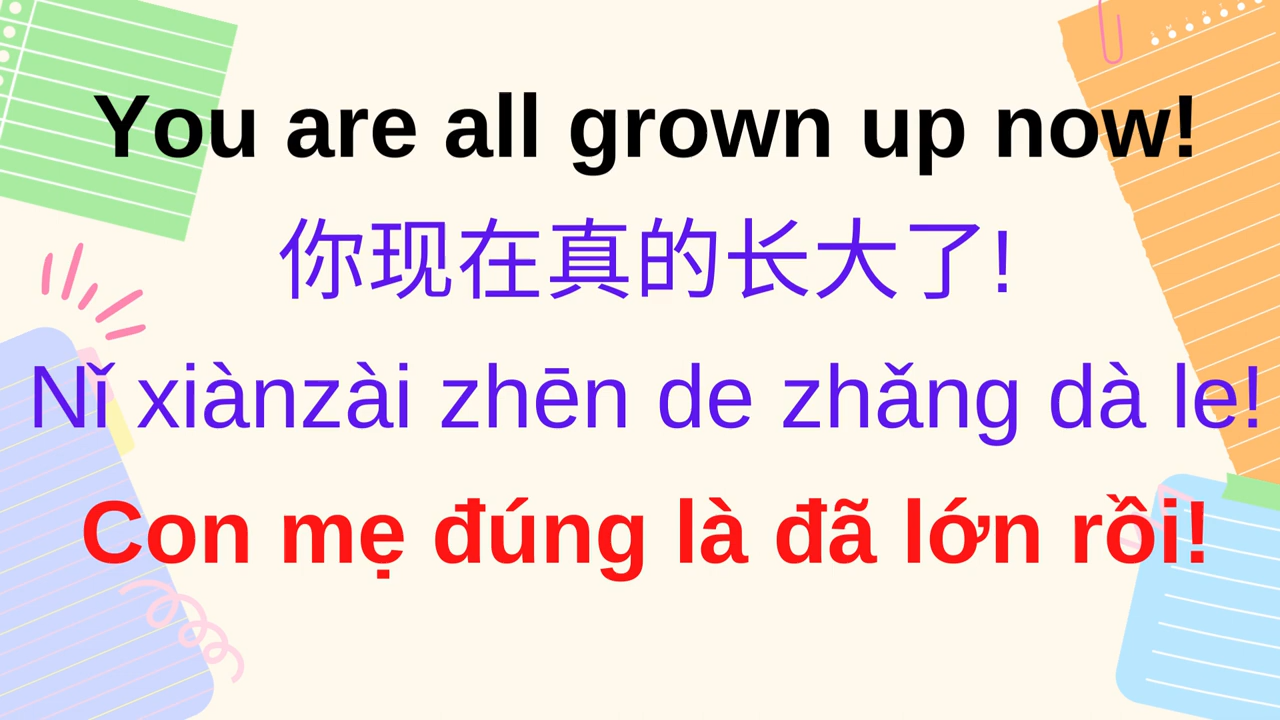 You are all grown up now!
你现在真的长大了!
Nǐ xiànzài zhēn de zhǎng dà le!
Con mẹ đúng là đã lớn rồi!